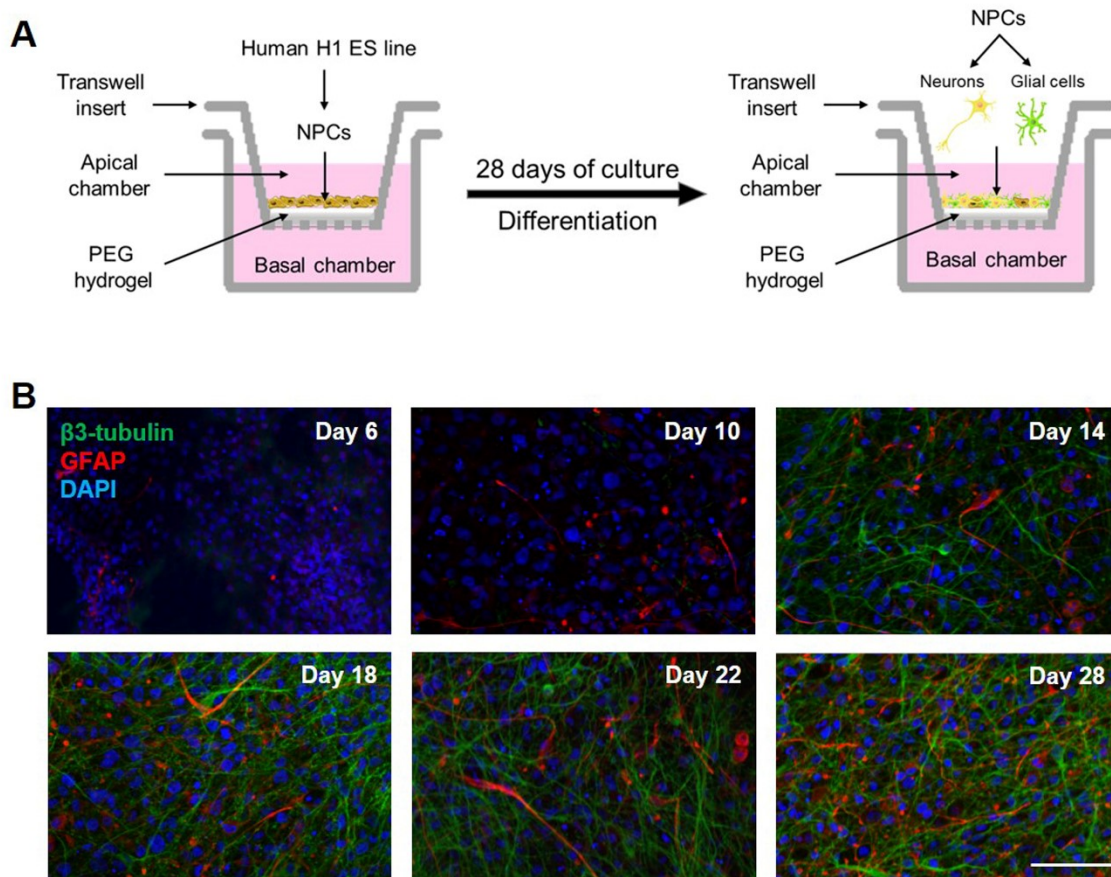 A
Human H1 ES line
Transwell
insert
NPCs
Apical
chamber
PEG
hydrogel
Basal chamber
28 days of culture
Differentiation
NPCs
Neurons
Glial cells
Transwell
insert
Apical
chamber
PEG
hydrogel
Basal chamber
B
β3-tubulin
GFAP
DAPI
Day 6
Day 10
Day 14
Day 18
Day 22
Day 28